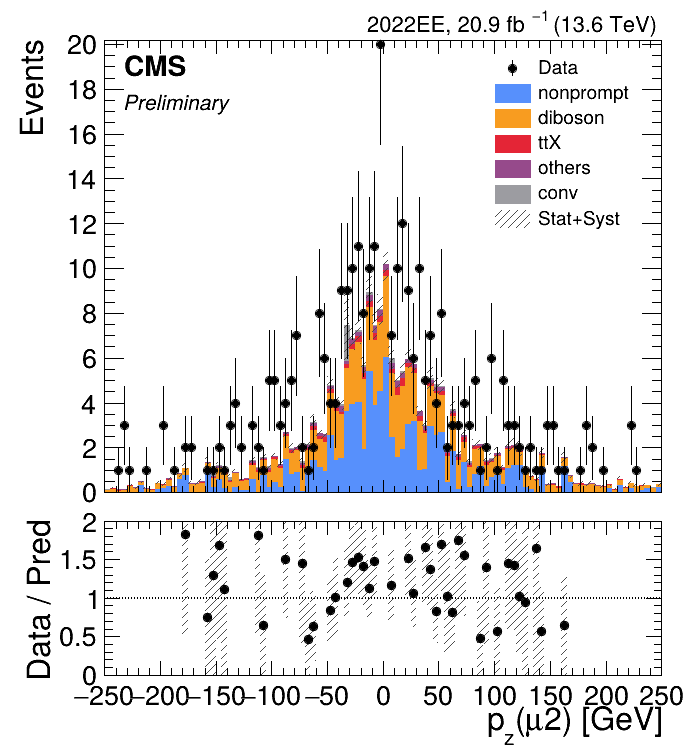 2022EE, 20.9 fb⁻¹ (13.6 TeV)
Events
CMS
Preliminary
Data
nonprompt
diboson
ttX
others
conv
Stat+Syst
20
18
16
14
12
10
8
6
4
2
0
Data / Pred
2
1.5
1
0.5
0
−250 −200 −150 −100 −50 0 50 100 150 200 250
p_z(μ2) [GeV]